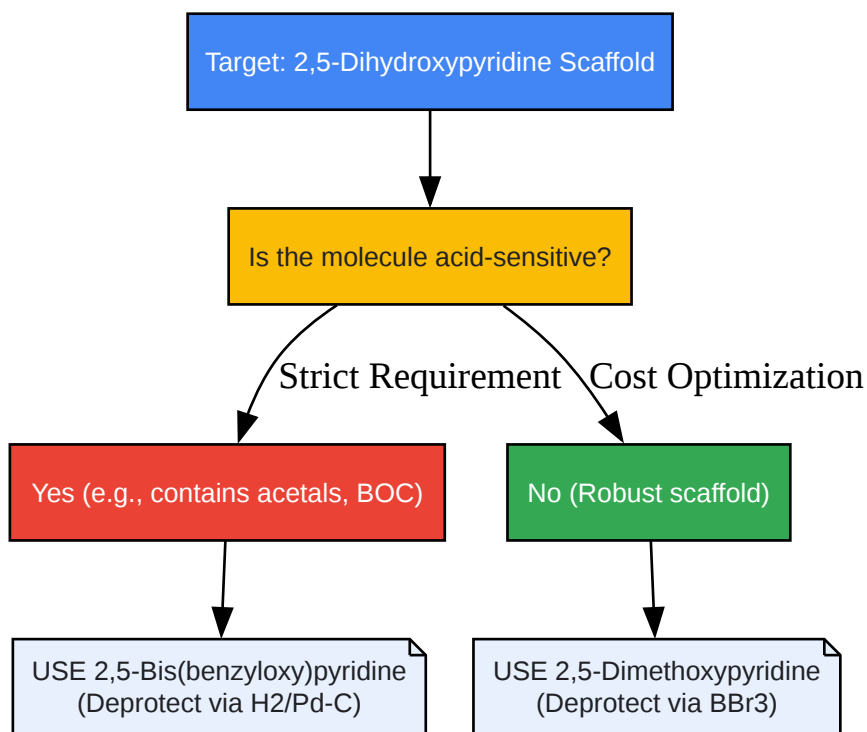 Target: 2,5-Dihydroxypyridine Scaffold
Is the molecule acid-sensitive?
Strict Requirement
Cost Optimization
Yes (e.g., contains acetals, BOC)
No (Robust scaffold)
USE 2,5-Bis(benzyloxy)pyridine
(Deprotect via H2/Pd-C)
USE 2,5-Dimethoxypyridine
(Deprotect via BBr3)